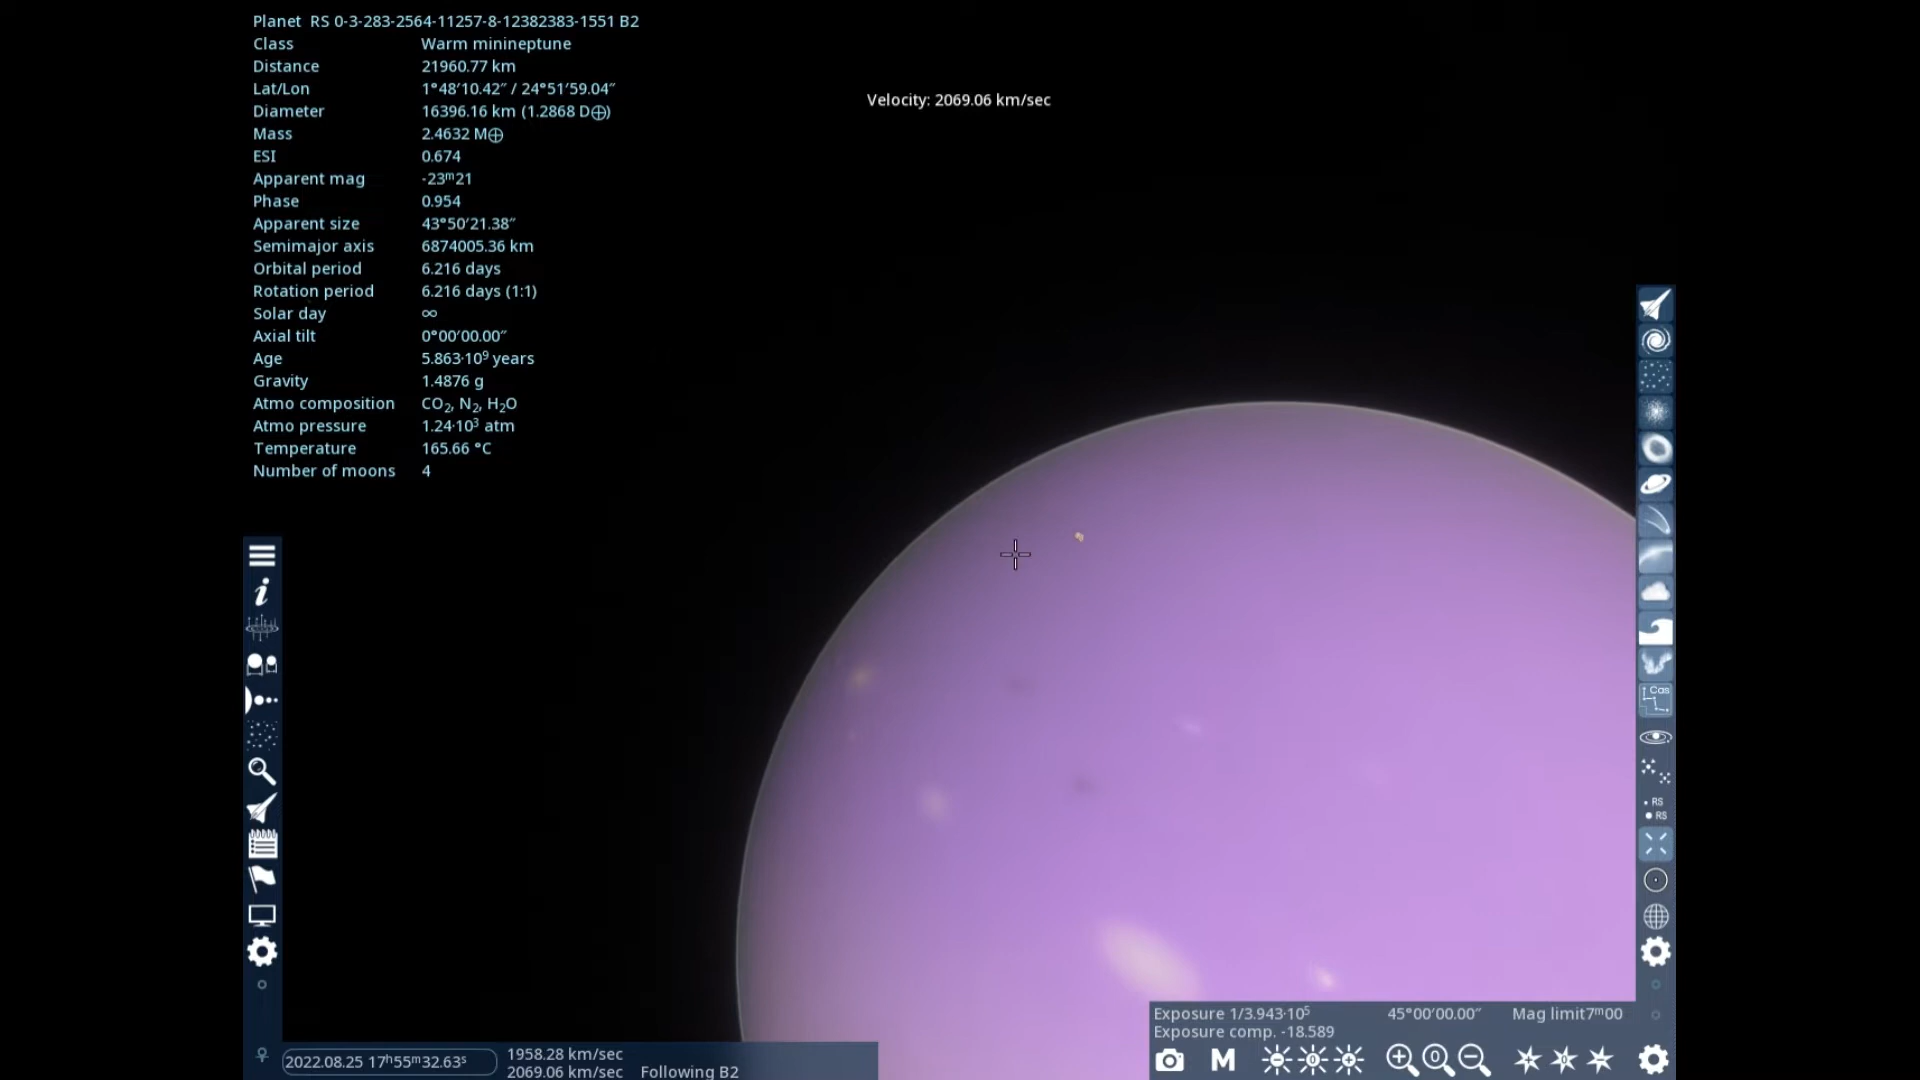 Planet RS 0-3-283-2564-11257-8-12382383-1551 B2
Class Warm minineptune
Distance 21960.77 km
Lat/Lon 1°48′10.42″ / 24°51′59.04″
Velocity: 2069.06 km/sec
Diameter 16396.16 km (1.2868 D⊕)
Mass 2.4632 M⊕
ESI 0.674
Apparent mag -23ᵐ21
Phase 0.954
Apparent size 43°50′21.38″
Semimajor axis 6874005.36 km
Orbital period 6.216 days
Rotation period 6.216 days (1:1)
Solar day ∞
Axial tilt 0°00′00.00″
Age 5.863·10⁹ years
Gravity 1.4876 g
Atmo composition CO₂, N₂, H₂O
Atmo pressure 1.24·10³ atm
Temperature 165.66 °C
Number of moons 4
Cas
RS
RS
Exposure 1/3.943·10⁵ 45°00′00.00″ Mag limit7ᵐ00
Exposure comp. -18.589
M
2022.08.25 17ʰ55ᵐ32.63ˢ
1958.28 km/sec
2069.06 km/sec Following B2